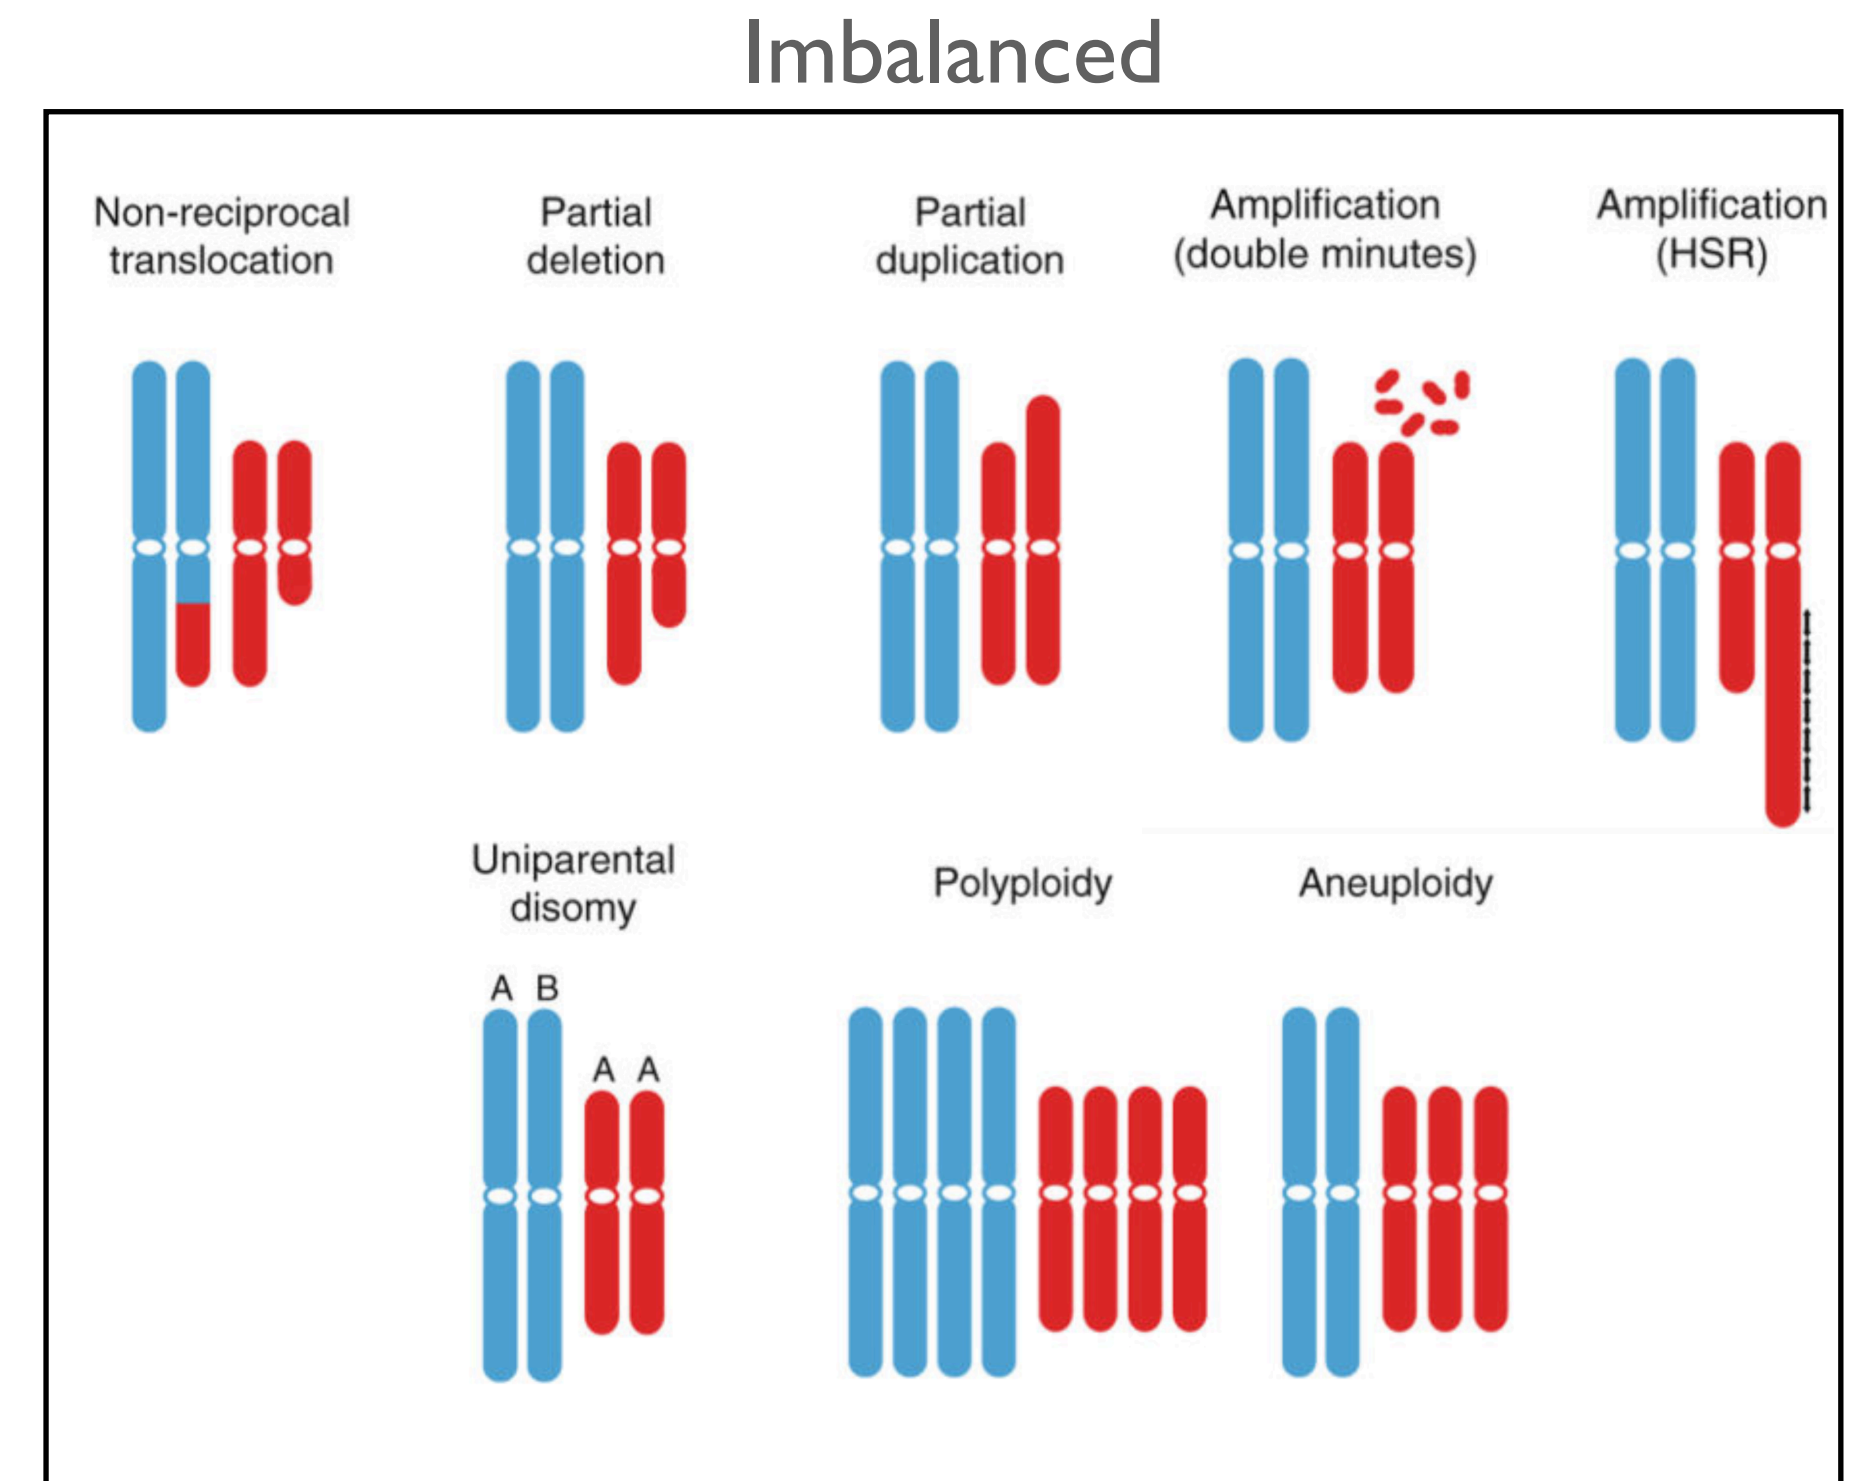 Imbalanced
Non-reciprocal
translocation
Partial
deletion
Partial
duplication
Amplification
(double minutes)
Amplification
(HSR)
Uniparental
disomy
A B
A A
Polyploidy
Aneuploidy